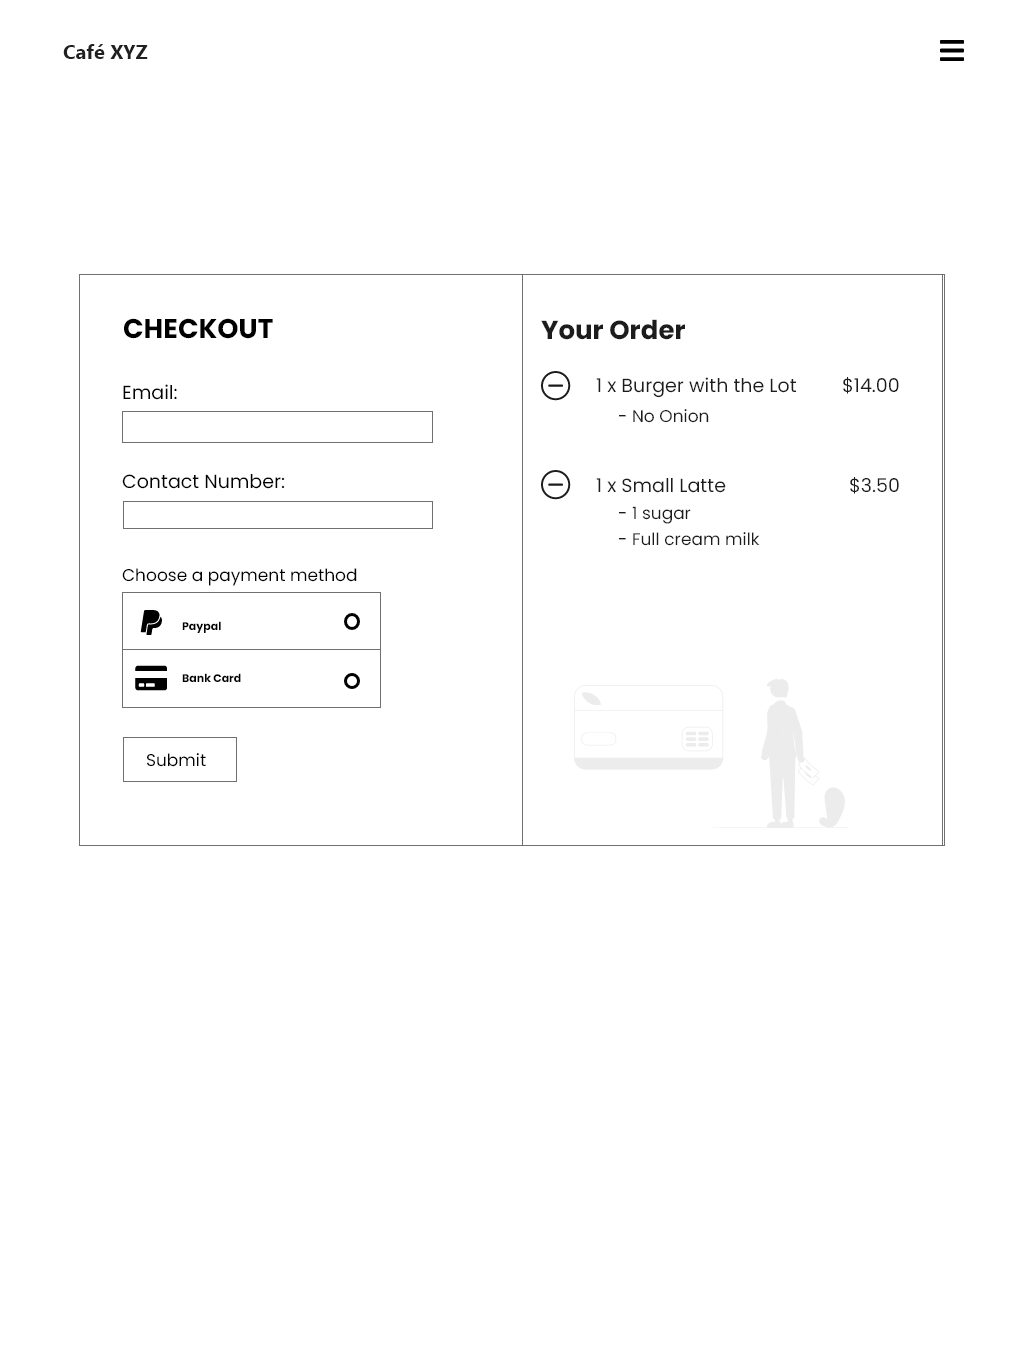 Café XYZ
CHECKOUT
Email:
Contact Number:
Choose a payment method
Paypal
Bank Card
Submit
Your Order
1 x Burger with the Lot $14.00
- No Onion
1 x Small Latte $3.50
- 1 sugar
- Full cream milk